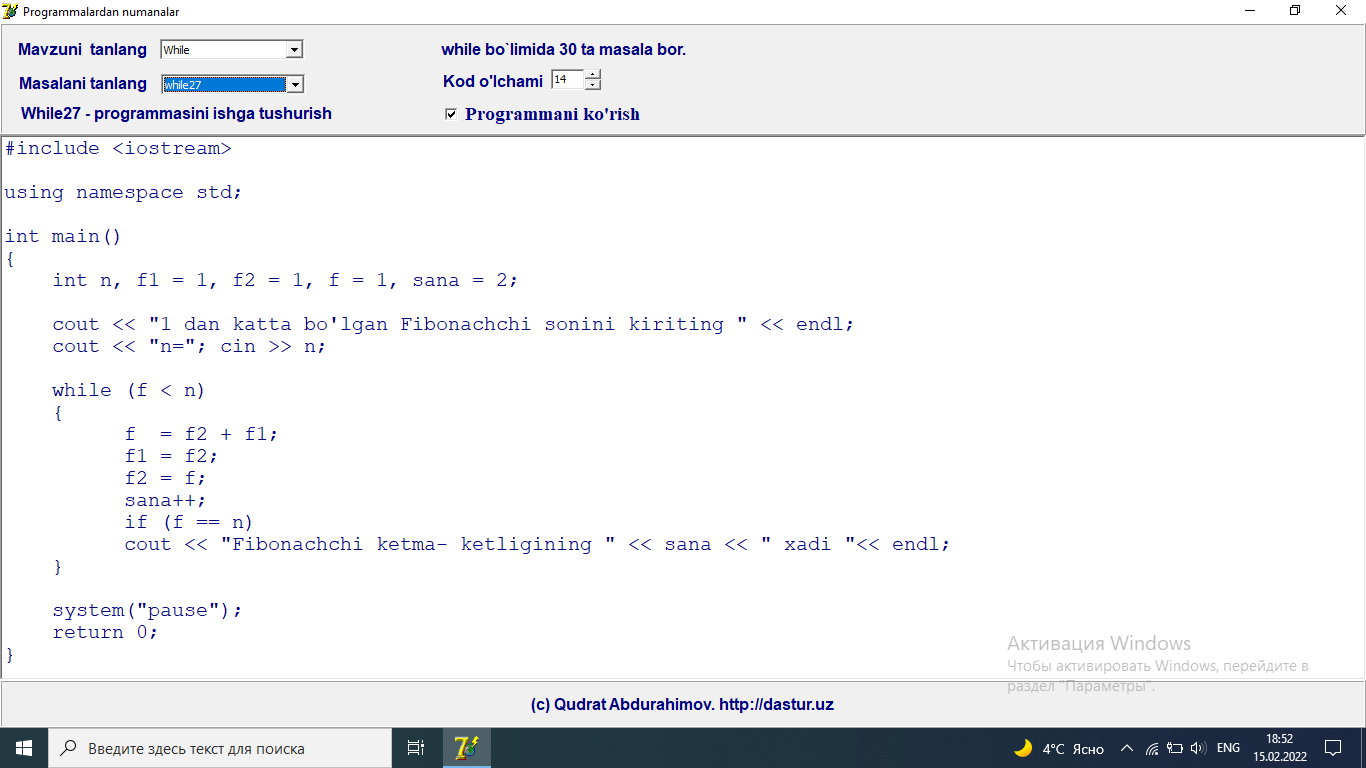 Programmalardan numanalar
Mavzuni tanlang While
while bo`limida 30 ta masala bor.
Masalani tanlang while27
Kod o'lchami 14
While27 - programmasini ishga tushurish
Programmani ko'rish
#include <iostream>
using namespace std;
int main()
{
int n, f1 = 1, f2 = 1, f = 1, sana = 2;
cout << "1 dan katta bo'lgan Fibonachchi sonini kiriting " << endl;
cout << "n="; cin >> n;
while (f < n)
{
f  = f2 + f1;
f1 = f2;
f2 = f;
sana++;
if (f == n)
cout << "Fibonachchi ketma- ketligining " << sana << " xadi "<< endl;
}
system("pause");
return 0;
}
Активация Windows
Чтобы активировать Windows, перейдите в
раздел "Параметры".
(c) Qudrat Abdurahimov. http://dastur.uz
Введите здесь текст для поиска
4°C Ясно
ENG
18:52
15.02.2022